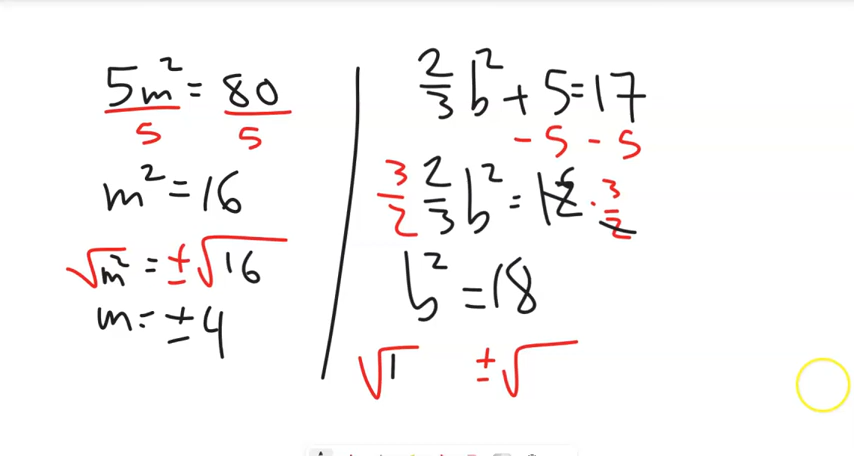 5m² = 80
5 5
m² = 16
√m² = ±√16
m = ±4
2/3 b² + 5 = 17
- 5 - 5
3/2 2/3 b² = 12 6 · 3/2
b² = 18
√ ±√